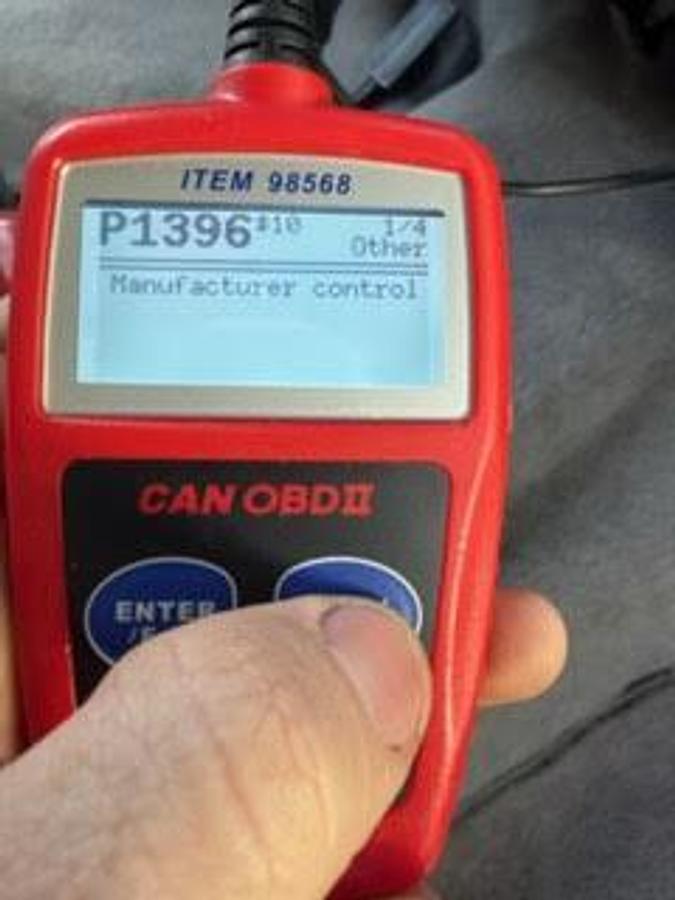 ITEM 98568
P1396 $10 1/4
Other
Manufacturer control
CAN OBDII
ENTER